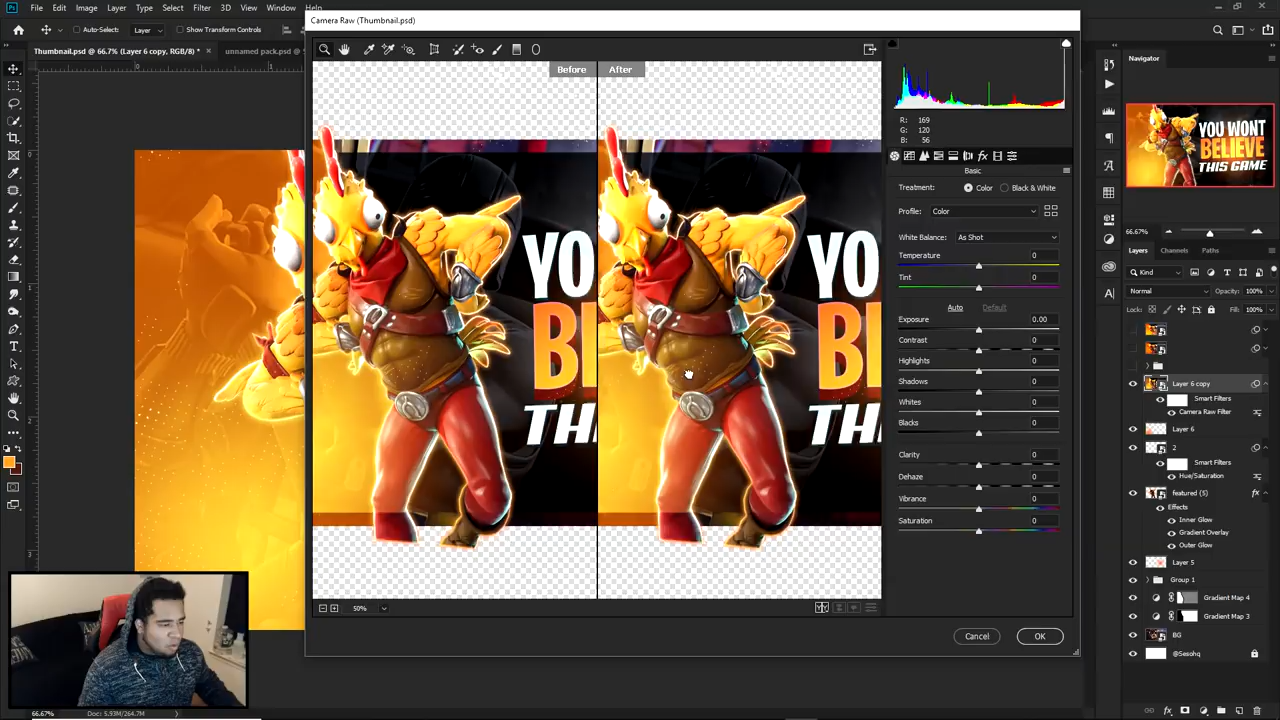 File Edit Image Layer Type Select Filter 3D View Window
Camera Raw (Thumbnail.psd)
Auto-Select: Layer Show Transform Controls
Thumbnail.psd @ 66.7% (Layer 6 copy, RGB/8) *
unnamed pack.psd @
Before After
YO
BE
THI
YO
BE
THI
R: 169
G: 120
B: 56
Basic
Treatment: Color Black & White
Profile: Color
White Balance: As Shot
Temperature 0
Tint 0
Auto Default
Exposure 0.00
Contrast 0
Highlights 0
Shadows 0
Whites 0
Blacks 0
Clarity 0
Dehaze 0
Vibrance 0
Saturation 0
50%
Cancel OK
Navigator
YOU WONT
BELIEVE
THIS GAME
66.67%
Layers Channels Paths
Kind
Normal Opacity: 100%
Lock: Fill: 100%
Layer 6 copy
Smart Filters
Camera Raw Filter
Layer 6
2
Smart Filters
Hue/Saturation
featured (5)
Effects
Inner Glow
Gradient Overlay
Outer Glow
Layer 5
Group 1
Gradient Map 4
Gradient Map 3
BG
@Sesohq
66.67% Doc: 5.93M/264.7M